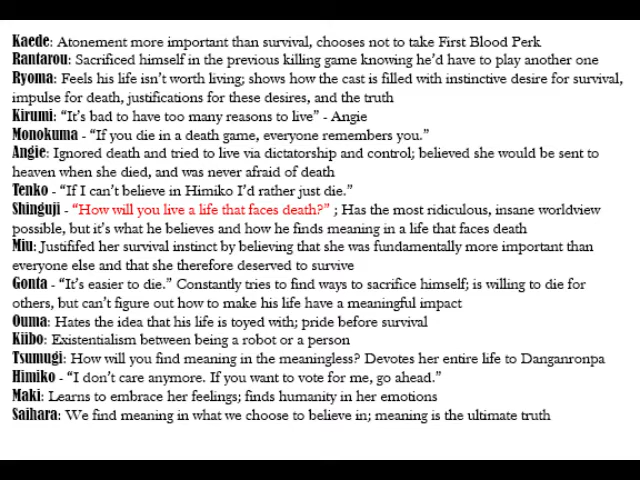 Kaede: Atonement more important than survival, chooses not to take First Blood Perk
Rantarou: Sacrificed himself in the previous killing game knowing he'd have to play another one
Ryoma: Feels his life isn't worth living; shows how the cast is filled with instinctive desire for survival,
impulse for death, justifications for these desires, and the truth
Kirumi: "It's bad to have too many reasons to live" - Angie
Monokuma - "If you die in a death game, everyone remembers you."
Angie: Ignored death and tried to live via dictatorship and control; believed she would be sent to
heaven when she died, and was never afraid of death
Tenko - "If I can't believe in Himiko I'd rather just die."
Shinguji - "How will you live a life that faces death?" ; Has the most ridiculous, insane worldview
possible, but it's what he believes and how he finds meaning in a life that faces death
Miu: Justififed her survival instinct by believing that she was fundamentally more important than
everyone else and that she therefore deserved to survive
Gonta - "It's easier to die." Constantly tries to find ways to sacrifice himself; is willing to die for
others, but can't figure out how to make his life have a meaningful impact
Ouma: Hates the idea that his life is toyed with; pride before survival
Kiibo: Existentialism between being a robot or a person
Tsumugi: How will you find meaning in the meaningless? Devotes her entire life to Danganronpa
Himiko - "I don't care anymore. If you want to vote for me, go ahead."
Maki: Learns to embrace her feelings; finds humanity in her emotions
Saihara: We find meaning in what we choose to believe in; meaning is the ultimate truth